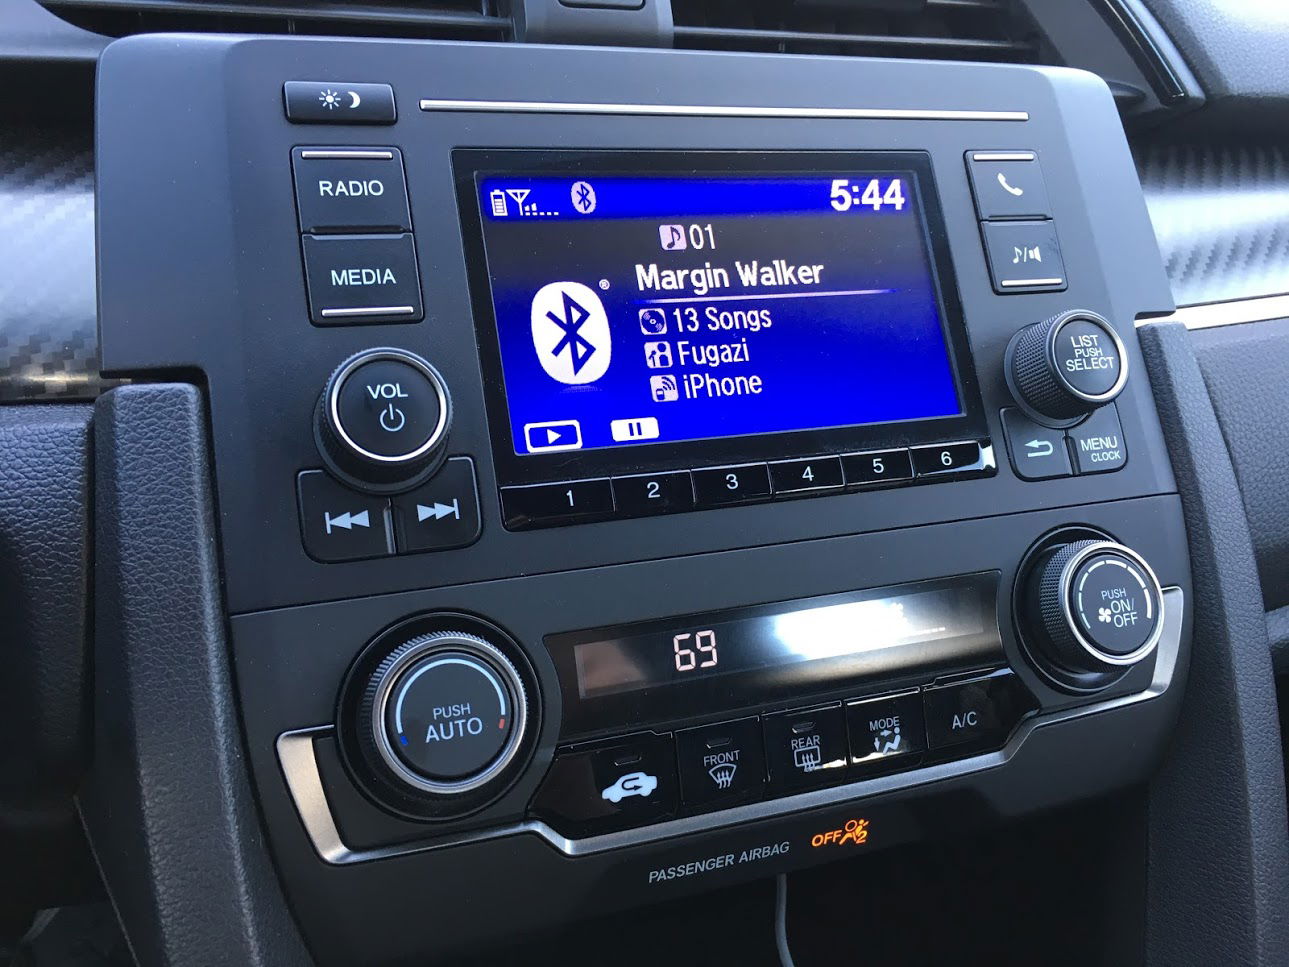 RADIO
MEDIA
VOL
5:44
01
Margin Walker
®
13 Songs
Fugazi
iPhone
1 2 3 4 5 6
LIST
PUSH
SELECT
MENU
CLOCK
69
PUSH
AUTO
PUSH
ON/
OFF
FRONT
REAR
MODE
A/C
PASSENGER AIRBAG
OFF 2